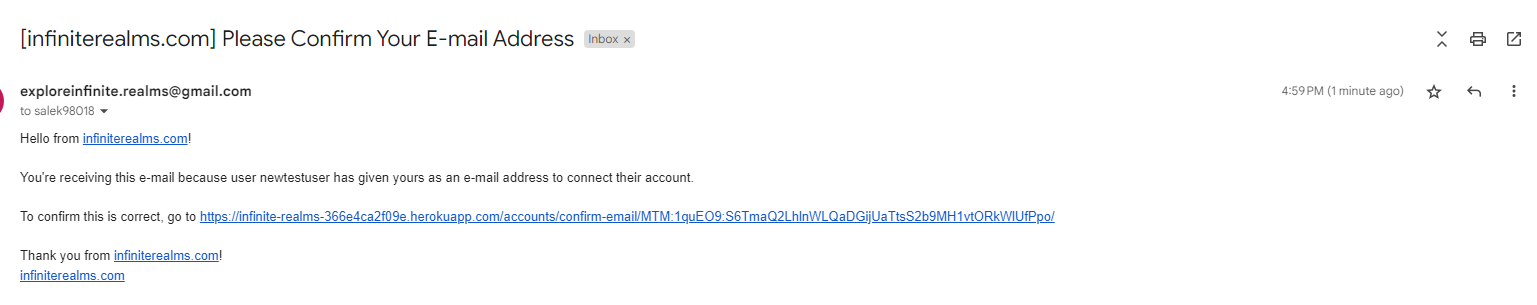 [infiniterealms.com] Please Confirm Your E-mail Address Inbox ×
exploreinfinite.realms@gmail.com 4:59 PM (1 minute ago)
to salek98018
Hello from infiniterealms.com!
You're receiving this e-mail because user newtestuser has given yours as an e-mail address to connect their account.
To confirm this is correct, go to https://infinite-realms-366e4ca2f09e.herokuapp.com/accounts/confirm-email/MTM:1quEO9:S6TmaQ2LhInWLQaDGijUaTtsS2b9MH1vtORkWlUfPpo/
Thank you from infiniterealms.com!
infiniterealms.com